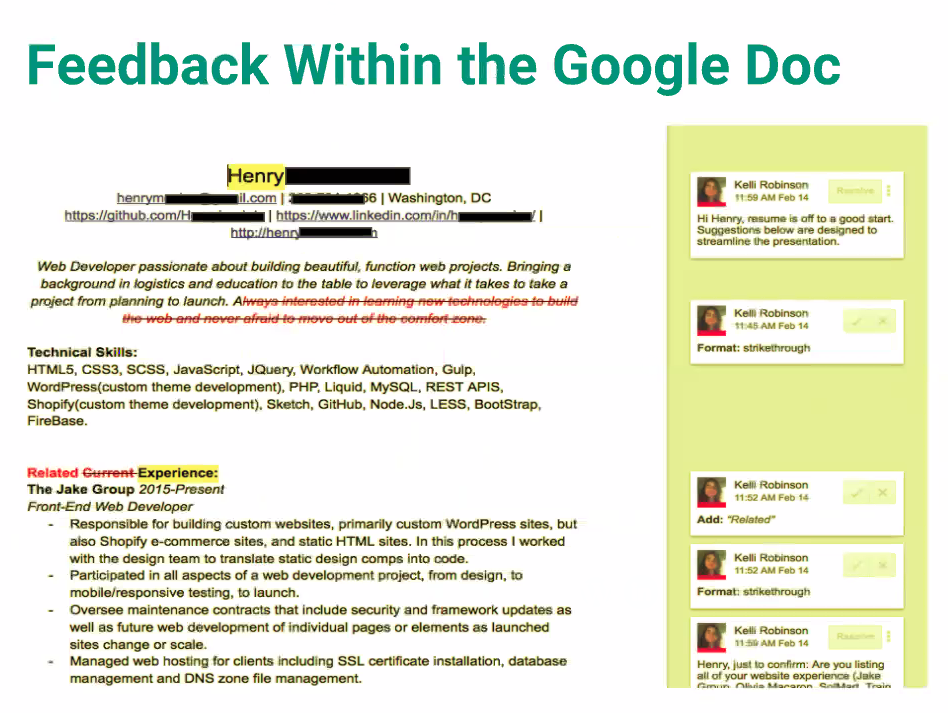 Feedback Within the Google Doc
Henry
henrym il.com | 66 | Washington, DC
https://github.com/H | https://www.linkedin.com/in/h / |
http://henry n
Web Developer passionate about building beautiful, function web projects. Bringing a
background in logistics and education to the table to leverage what it takes to take a
project from planning to launch. Always interested in learning new technologies to build
the web and never afraid to move out of the comfort zone.
Technical Skills:
HTML5, CSS3, SCSS, JavaScript, JQuery, Workflow Automation, Gulp,
WordPress(custom theme development), PHP, Liquid, MySQL, REST APIS,
Shopify(custom theme development), Sketch, GitHub, Node.Js, LESS, BootStrap,
FireBase.
Related Current Experience:
The Jake Group 2015-Present
Front-End Web Developer
- Responsible for building custom websites, primarily custom WordPress sites, but
also Shopify e-commerce sites, and static HTML sites. In this process I worked
with the design team to translate static design comps into code.
- Participated in all aspects of a web development project, from design, to
mobile/responsive testing, to launch.
- Oversee maintenance contracts that include security and framework updates as
well as future web development of individual pages or elements as launched
sites change or scale.
- Managed web hosting for clients including SSL certificate installation, database
management and DNS zone file management.
Kelli Robinson
11:59 AM Feb 14
Resolve
Hi Henry, resume is off to a good start.
Suggestions below are designed to
streamline the presentation.
Kelli Robinson
11:45 AM Feb 14
Format: strikethrough
Kelli Robinson
11:52 AM Feb 14
Add: "Related"
Kelli Robinson
11:52 AM Feb 14
Format: strikethrough
Kelli Robinson
11:59 AM Feb 14
Resolve
Henry, just to confirm: Are you listing
all of your website experience (Jake
Group, Olivia Macaron, SolMart, Train